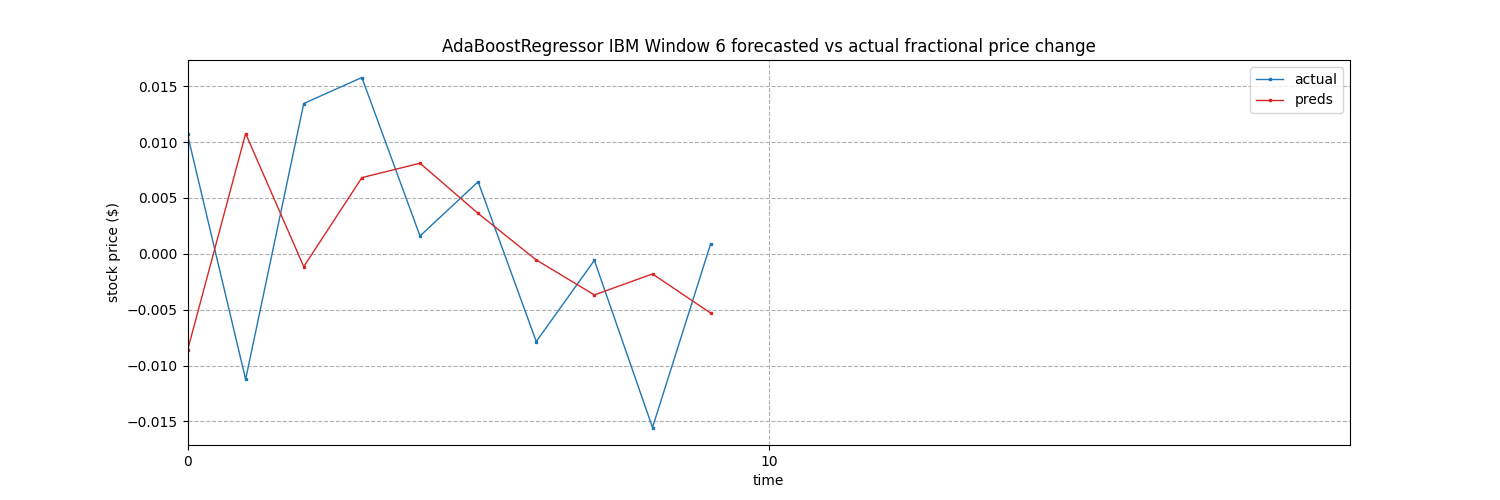 AdaBoostRegressor IBM Window 6 forecasted vs actual fractional price change
actual
preds
stock price ($)
0.015
0.010
0.005
0.000
−0.005
−0.010
−0.015
0
10
time